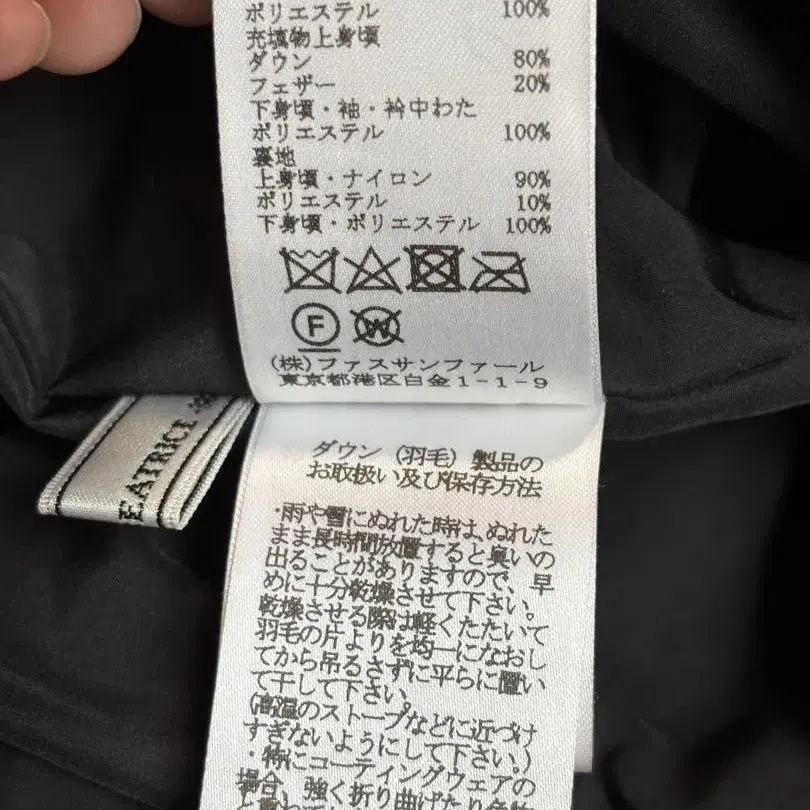 ポリエステル 100%
充填物上身頃
ダウン 80%
フェザー 20%
下身頃・袖・衿中わた
ポリエステル 100%
裏地
上身頃・ナイロン 90%
ポリエステル 10%
下身頃・ポリエステル 100%
F W
(株)ファスサンファール
東京都港区白金1-1-9
EATRICE
ダウン(羽毛)製品の
お取扱い及び保存方法
・雨や雪にぬれた時は、ぬれた
まま長時間放置すると臭いの
出ることがありますので、早
めに十分乾燥させて下さい。
乾燥させる際は軽くたたいて
羽毛の片よりを均一になおし
てから吊るさずに平らに置い
て干して下さい。
(高温のストーブなどに近づけ
すぎないようにして下さい。)
・特にコーティングウェアの
場合、強く折り曲げたり